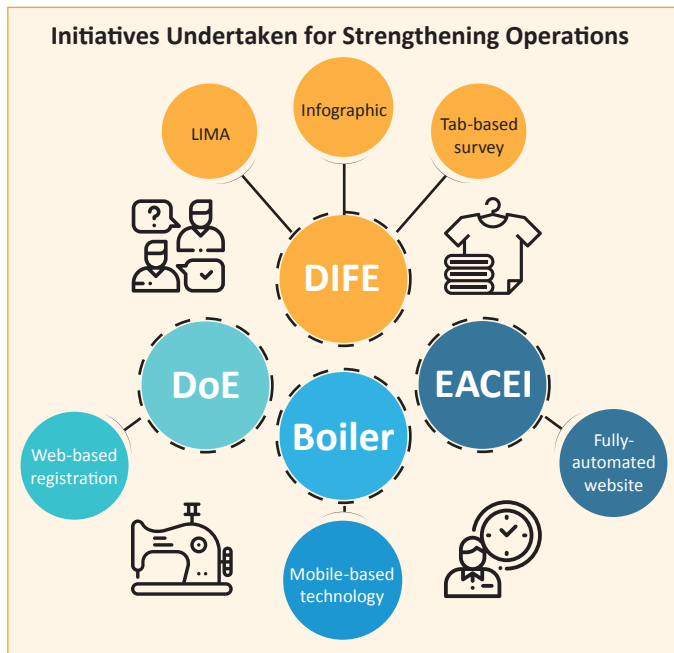 Initiatives Undertaken for Strengthening Operations
Infographic
LIMA
Tab-based
survey
?
DIFE
DoE
EACEI
Boiler
Web-based
registration
Fully-
automated
website
Mobile-based
technology